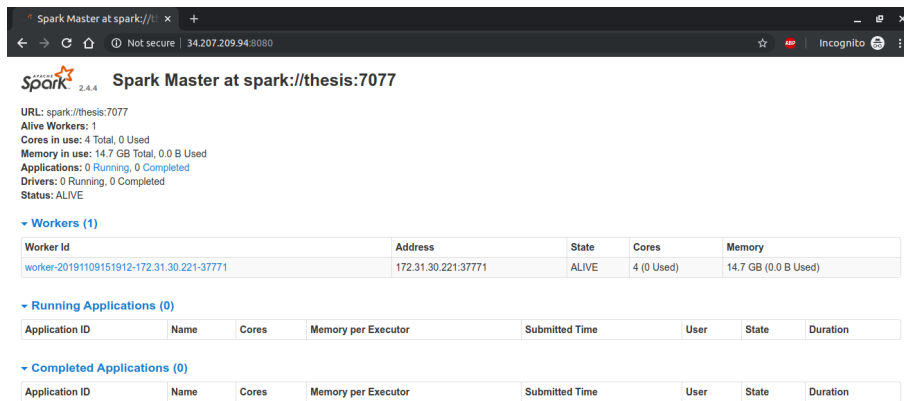 Spark Master at spark://t × +
Not secure | 34.207.209.94:8080 ABP Incognito
APACHE Spark 2.4.4 Spark Master at spark://thesis:7077
URL: spark://thesis:7077
Alive Workers: 1
Cores in use: 4 Total, 0 Used
Memory in use: 14.7 GB Total, 0.0 B Used
Applications: 0 Running, 0 Completed
Drivers: 0 Running, 0 Completed
Status: ALIVE
Workers (1)
Worker Id Address State Cores Memory
worker-20191109151912-172.31.30.221-37771 172.31.30.221:37771 ALIVE 4 (0 Used) 14.7 GB (0.0 B Used)
Running Applications (0)
Application ID Name Cores Memory per Executor Submitted Time User State Duration
Completed Applications (0)
Application ID Name Cores Memory per Executor Submitted Time User State Duration